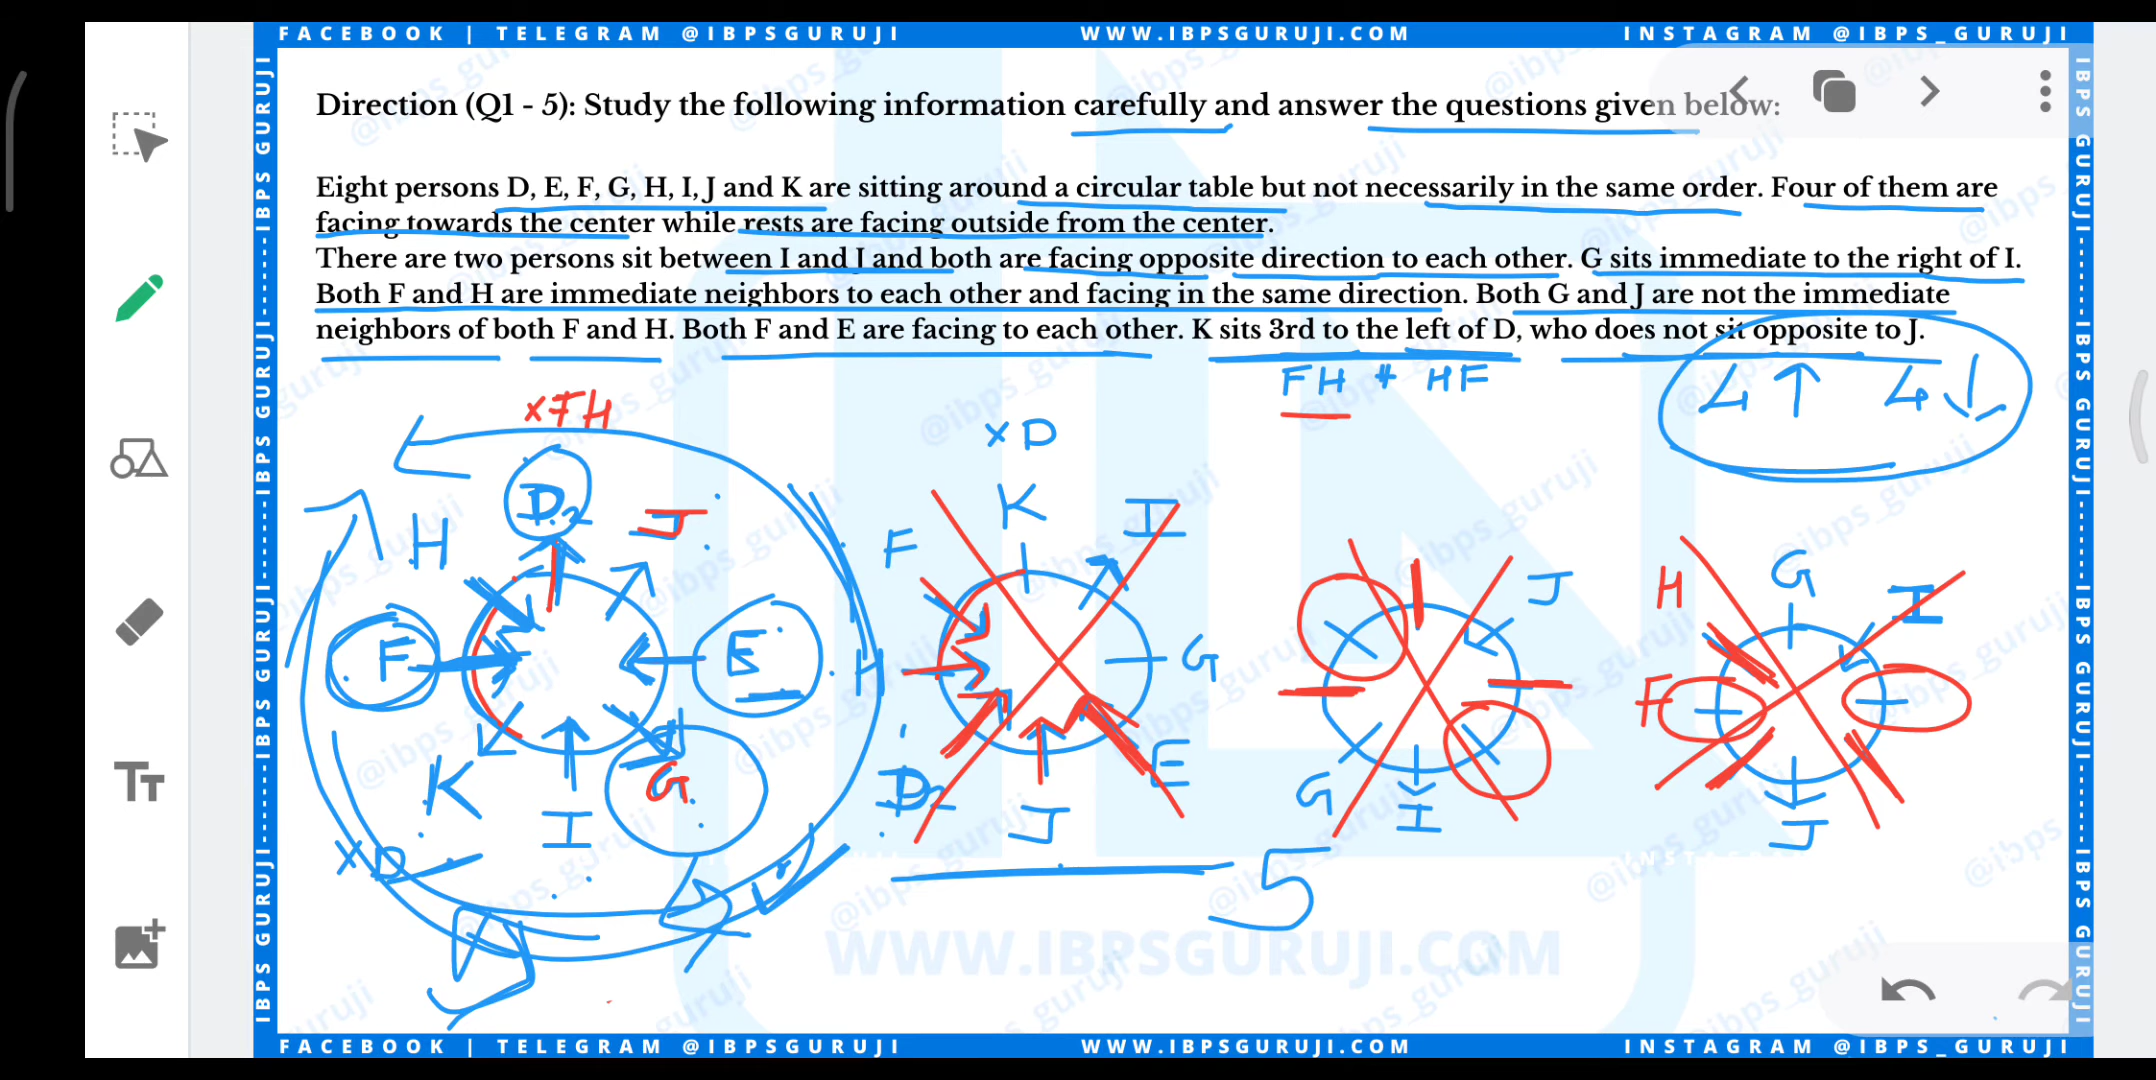 FACEBOOK | TELEGRAM @IBPSGURUJI WWW.IBPSGURUJI.COM INSTAGRAM @IBPS_GURUJI
Direction (Q1 - 5): Study the following information carefully and answer the questions given below:
Eight persons D, E, F, G, H, I, J and K are sitting around a circular table but not necessarily in the same order. Four of them are
facing towards the center while rests are facing outside from the center.
There are two persons sit between I and J and both are facing opposite direction to each other. G sits immediate to the right of I.
Both F and H are immediate neighbors to each other and facing in the same direction. Both G and J are not the immediate
neighbors of both F and H. Both F and E are facing to each other. K sits 3rd to the left of D, who does not sit opposite to J.
FH HF
4 ↑ 4 ↓
x F H
x D
D J H F E K I G
x D
K I F H G D E J
5
J G I
H G I F J
WWW.IBPSGURUJI.COM
FACEBOOK | TELEGRAM @IBPSGURUJI WWW.IBPSGURUJI.COM INSTAGRAM @IBPS_GURUJI